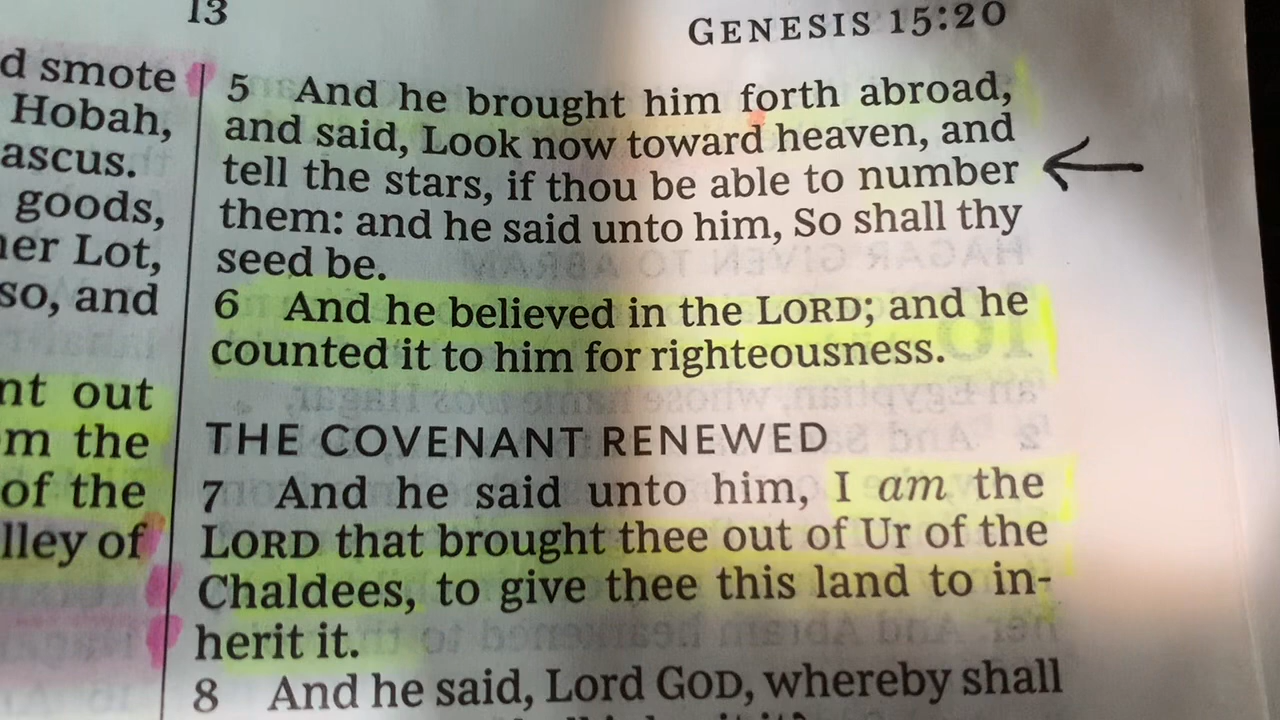 13
GENESIS 15:20
d smote
Hobah,
ascus.
goods,
er Lot,
so, and
nt out
m the
of the
lley of
5 And he brought him forth abroad,
and said, Look now toward heaven, and
tell the stars, if thou be able to number
them: and he said unto him, So shall thy
seed be.
6 And he believed in the LORD; and he
counted it to him for righteousness.
THE COVENANT RENEWED
7 And he said unto him, I am the
LORD that brought thee out of Ur of the
Chaldees, to give thee this land to in-
herit it.
8 And he said, Lord GOD, whereby shall